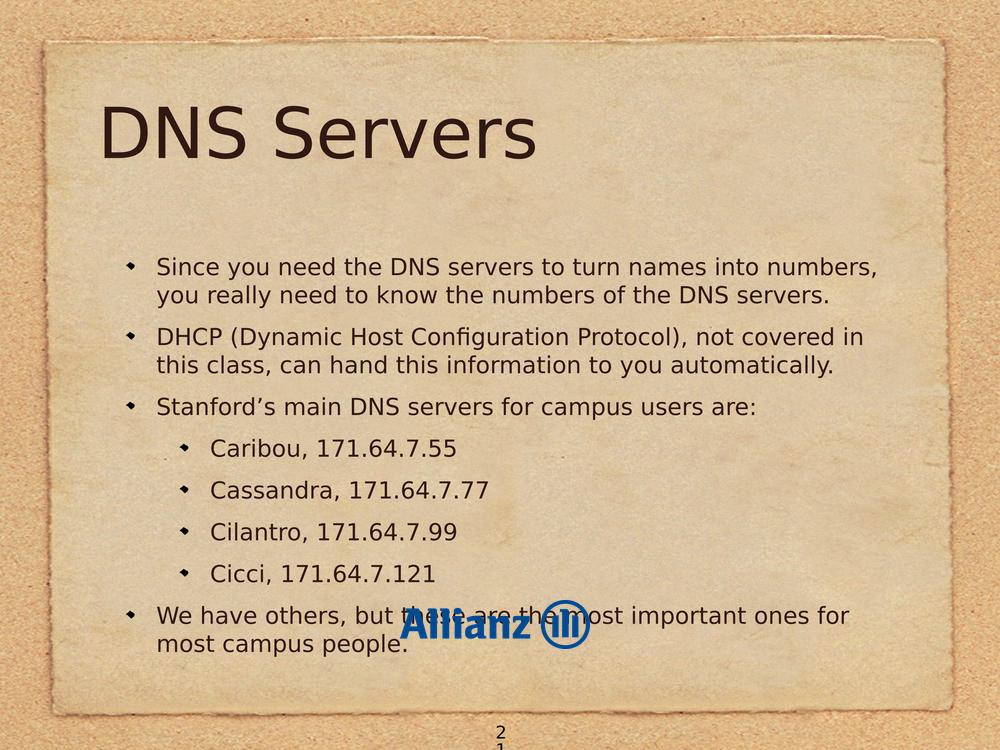 DNS Servers
Since you need the DNS servers to turn names into numbers,
you really need to know the numbers of the DNS servers.
DHCP (Dynamic Host Configuration Protocol), not covered in
this class, can hand this information to you automatically.
Stanford’s main DNS servers for campus users are:
Caribou, 171.64.7.55
Cassandra, 171.64.7.77
Cilantro, 171.64.7.99
Cicci, 171.64.7.121
We have others, but these are the most important ones for
Allianz
most campus people.
2
1